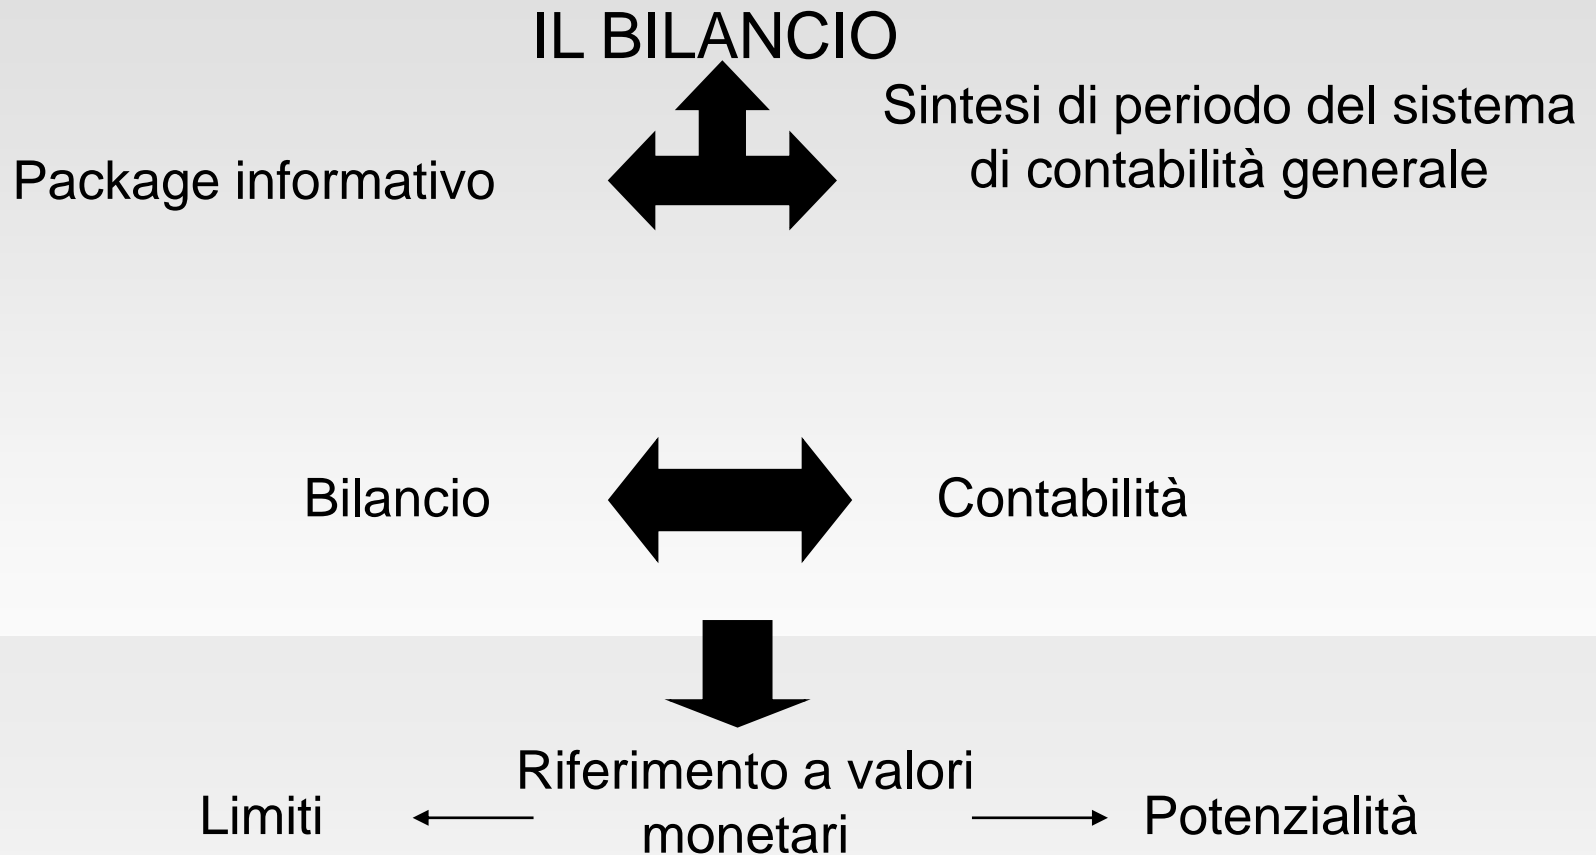 IL BILANCIO
Package informativo
Sintesi di periodo del sistema
di contabilità generale
Bilancio
Contabilità
Limiti
Riferimento a valori
monetari
Potenzialità